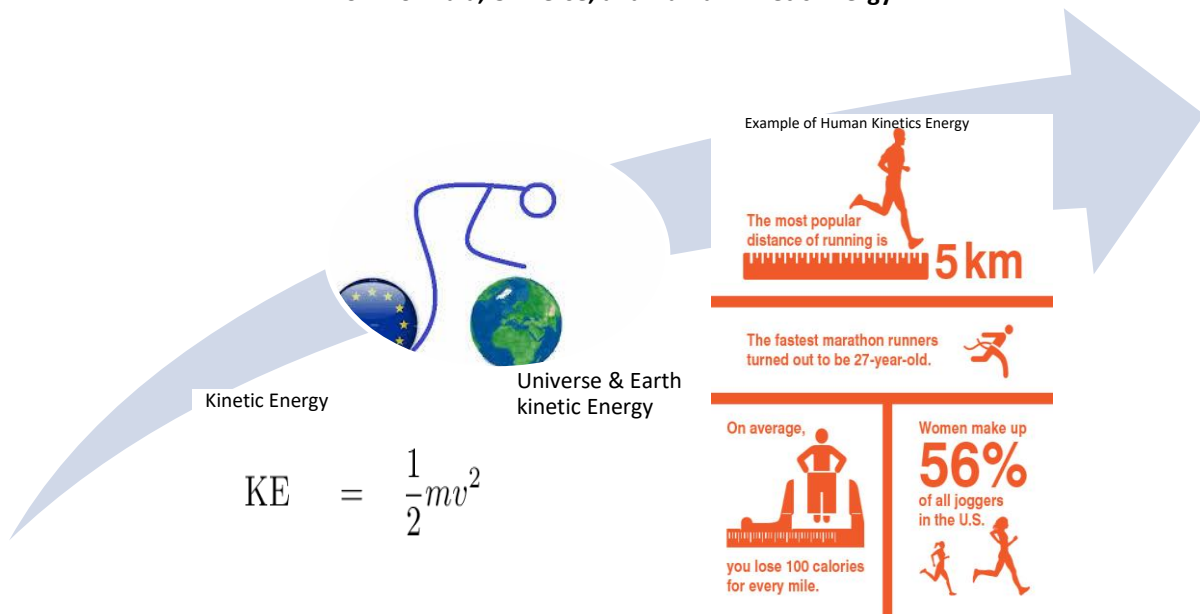 Kinetic Energy
KE = 1/2 mv²
Universe & Earth
kinetic Energy
Example of Human Kinetics Energy
The most popular
distance of running is
5 km
The fastest marathon runners
turned out to be 27-year-old.
On average,
you lose 100 calories
for every mile.
Women make up
56%
of all joggers
in the U.S.